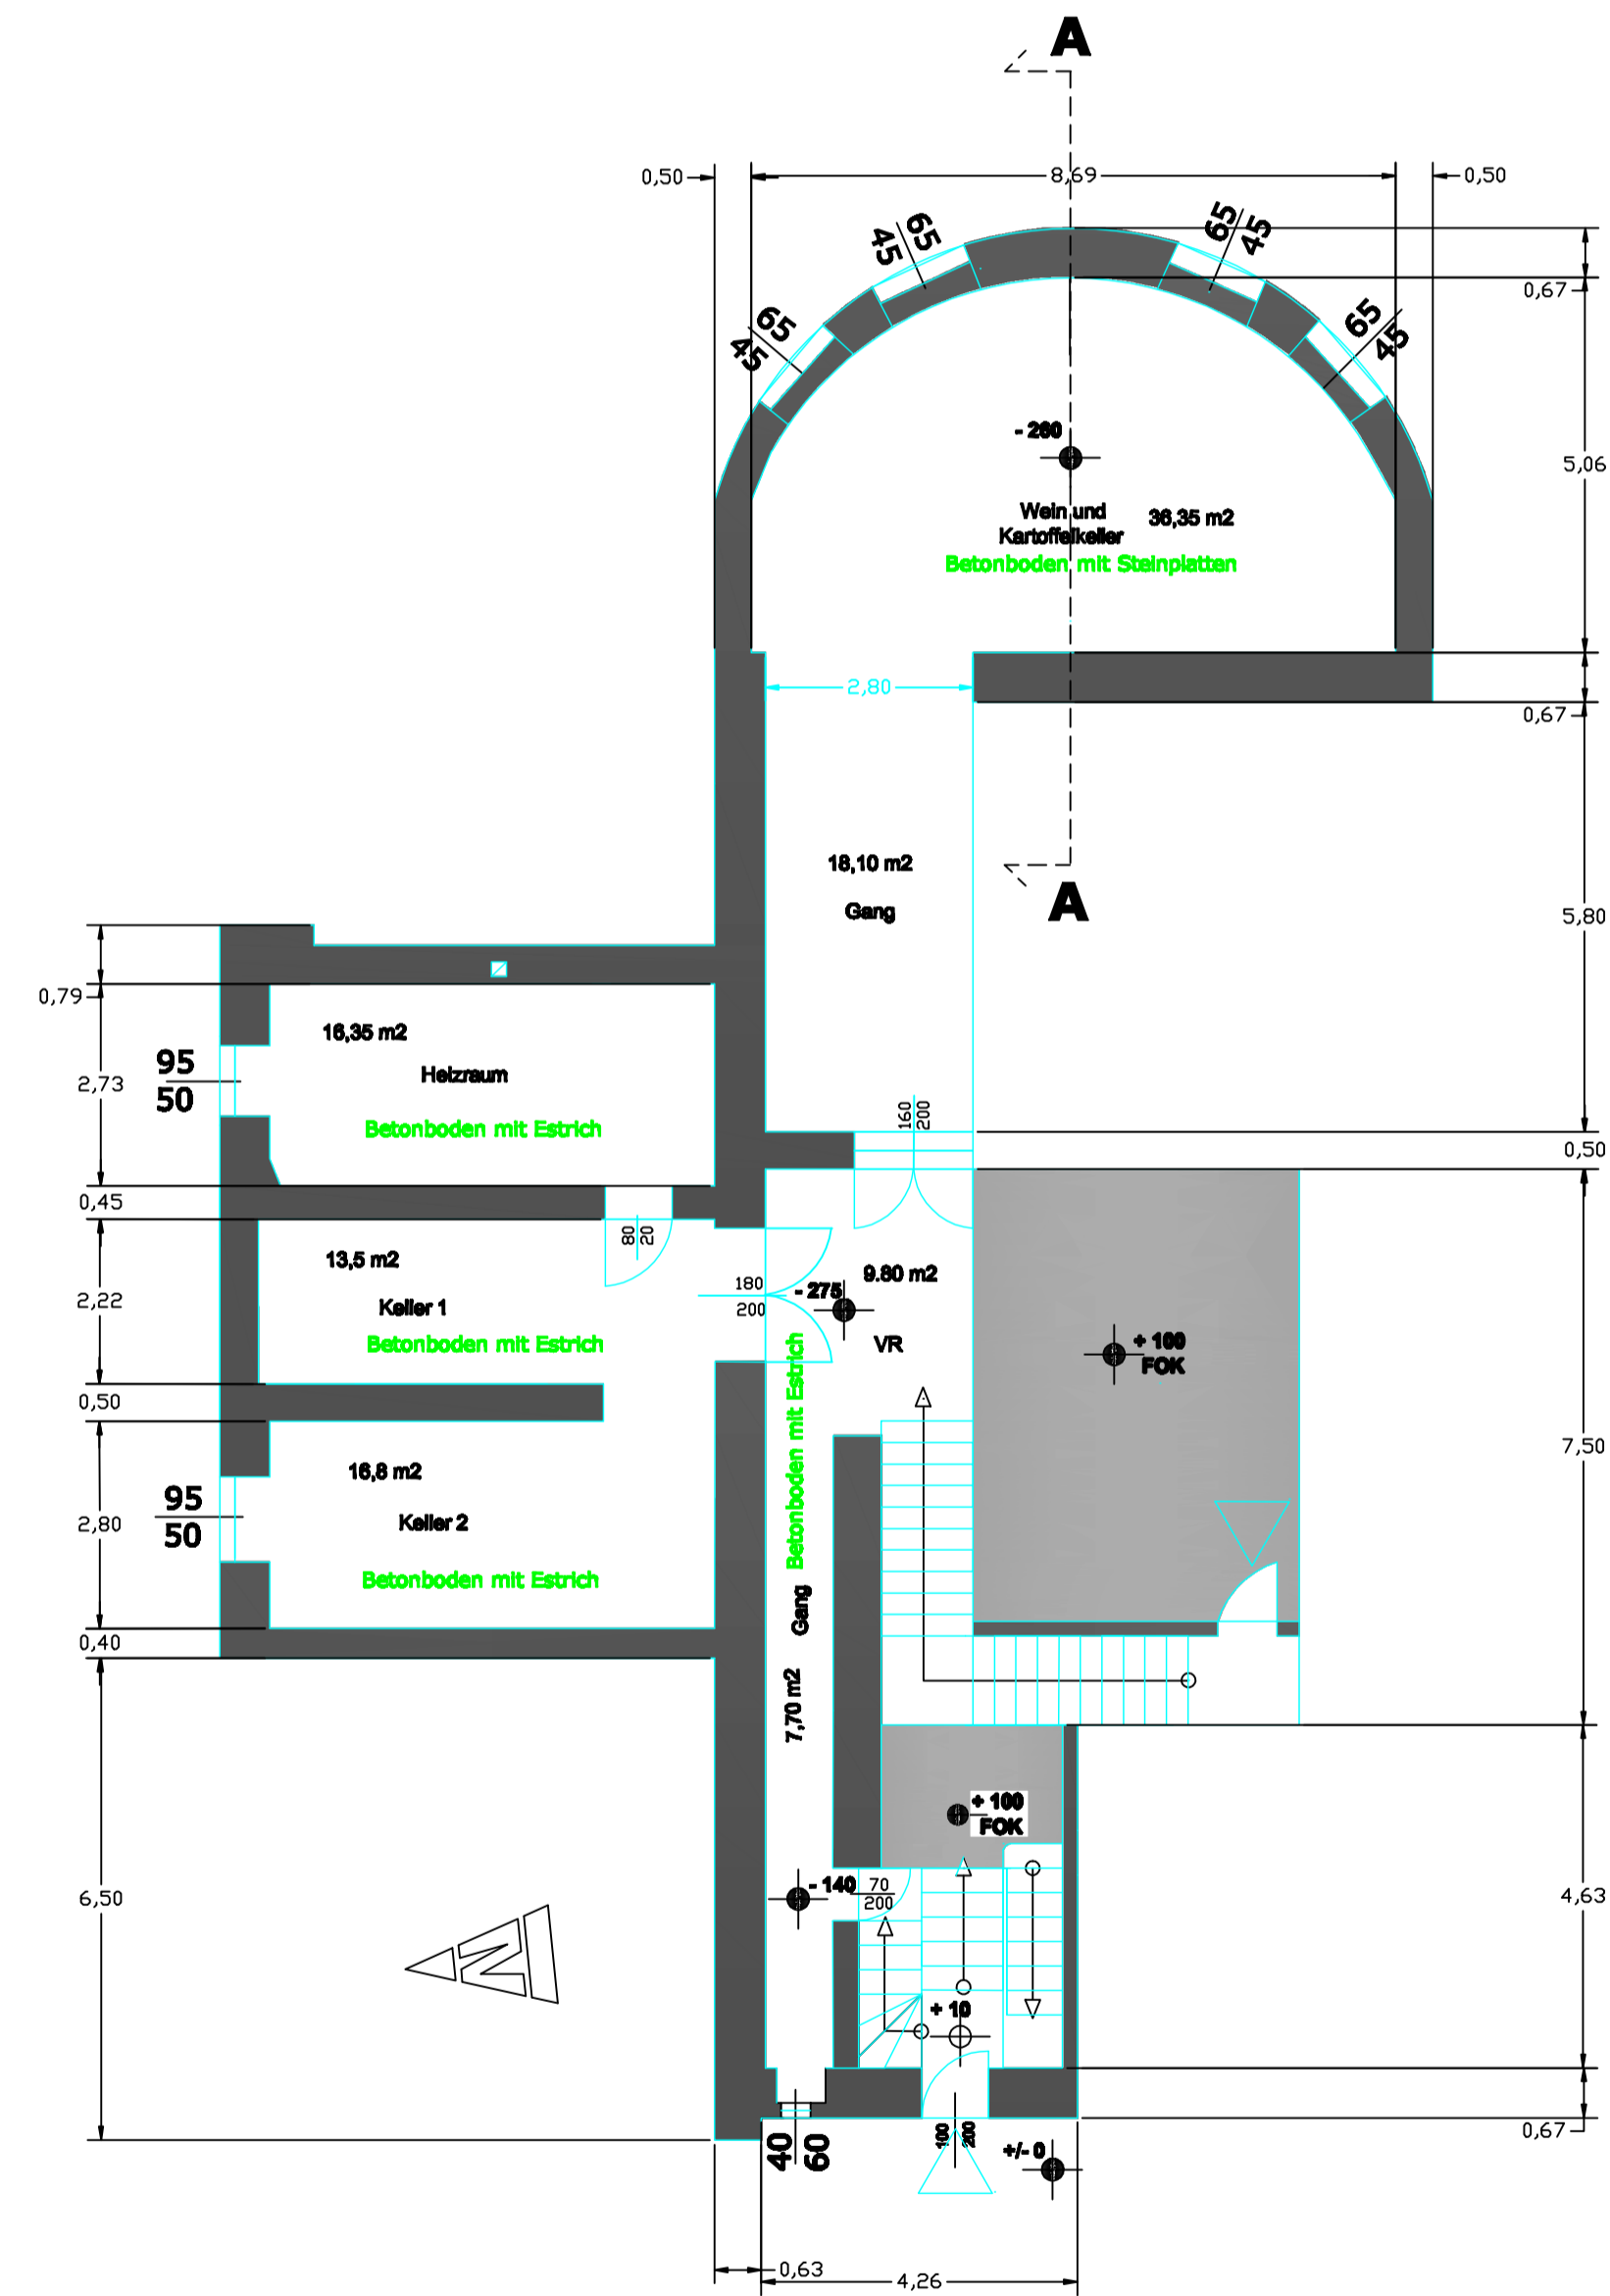 A
0,50
8,69
0,50
65
45
65
45
65
45
65
45
0,67
- 260
5,06
Wein und
Kartoffelkeller
36,35 m2
Betonboden mit Steinplatten
2,80
0,67
18,10 m2
Gang
A
5,80
0,79
16,35 m2
95
50
2,73
Heizraum
Betonboden mit Estrich
160
200
0,50
0,45
80
20
13,5 m2
9.80 m2
180
200
- 275
2,22
Keller 1
Betonboden mit Estrich
VR
+ 100
FOK
0,50
Betonboden mit Estrich
7,50
16,8 m2
95
50
2,80
Keller 2
Betonboden mit Estrich
Gang
7,70 m2
0,40
+ 100
FOK
- 140
70
200
6,50
4,63
N
+ 10
100
200
0,67
40
60
+/- 0
0,63
4,26